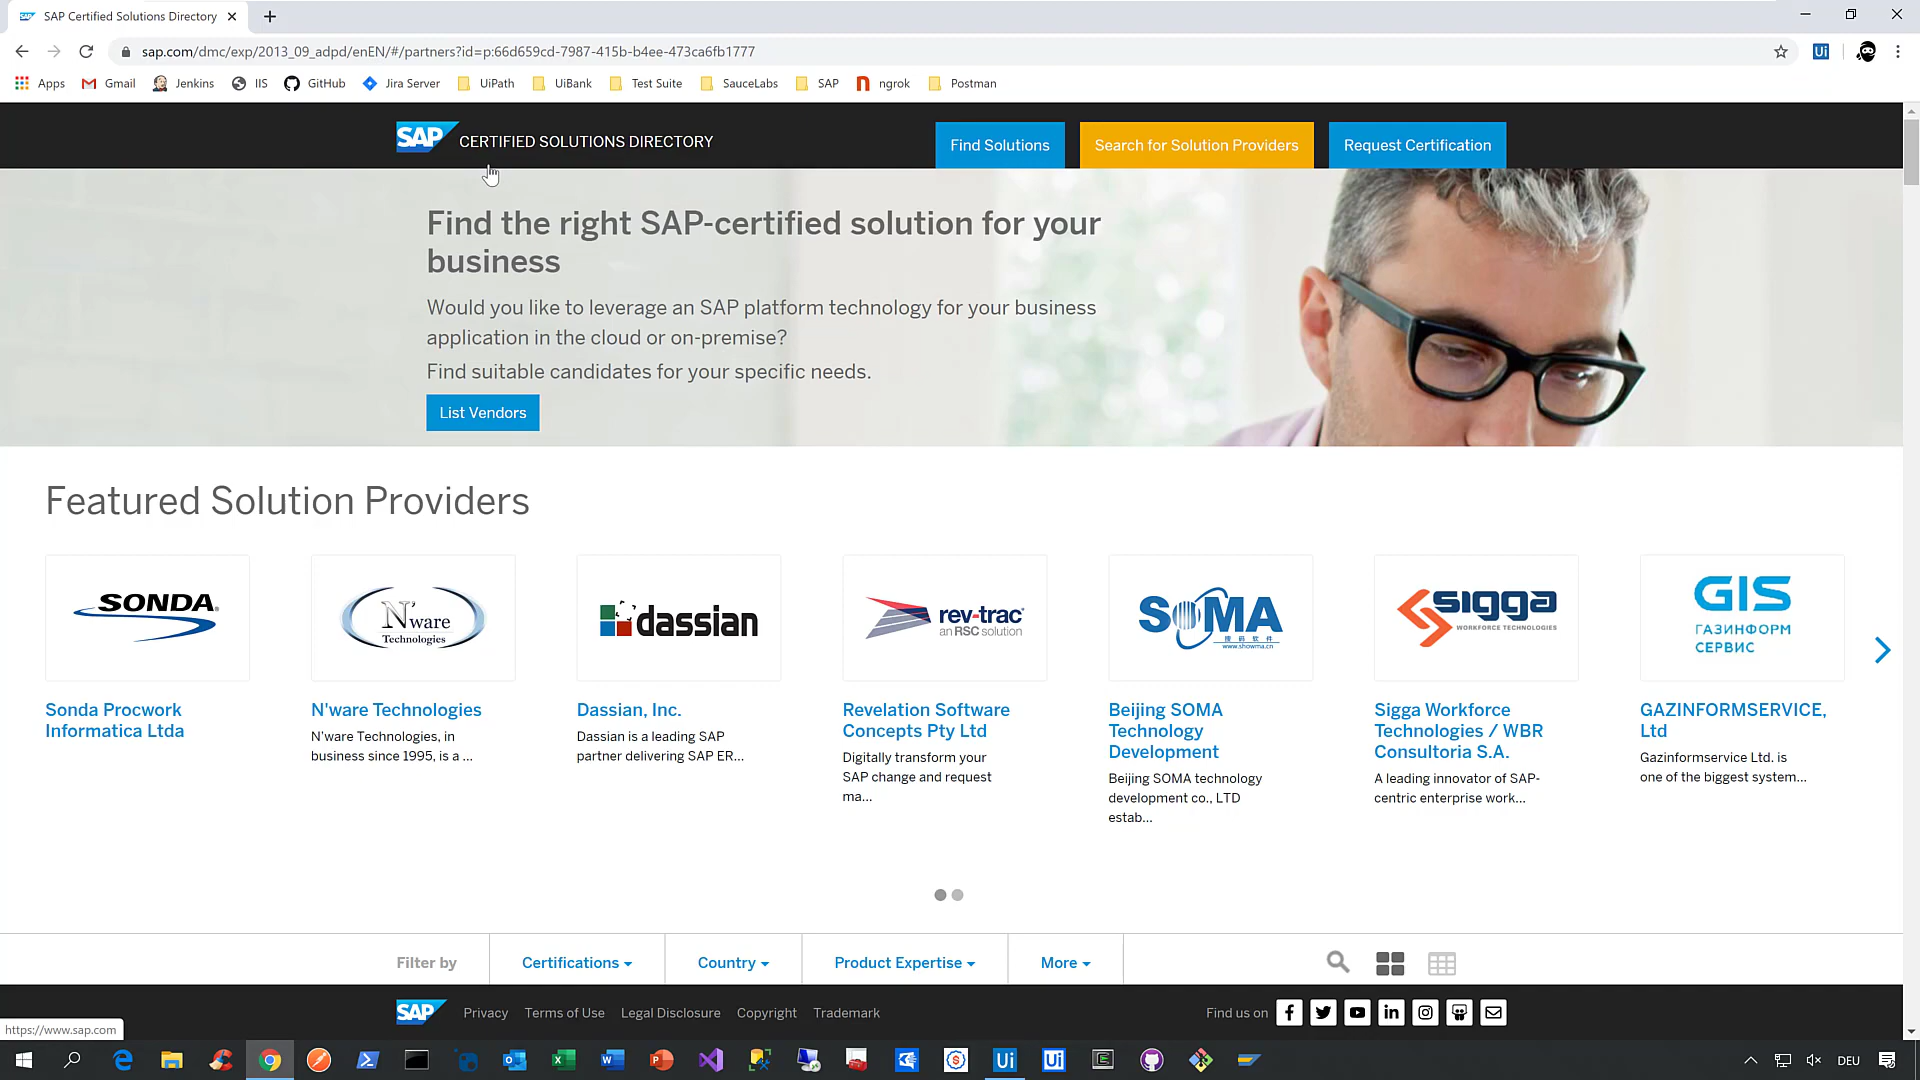 SAP Certified Solutions Directory
sap.com/dmc/exp/2013_09_adpd/enEN/#/partners?id=p:66d659cd-7987-415b-b4ee-473ca6fb1777
Ui
Apps Gmail Jenkins IIS GitHub Jira Server UiPath UiBank Test Suite SauceLabs SAP ngrok Postman
SAP CERTIFIED SOLUTIONS DIRECTORY
Find Solutions
Search for Solution Providers
Request Certification
Find the right SAP-certified solution for your
business
Would you like to leverage an SAP platform technology for your business
application in the cloud or on-premise?
Find suitable candidates for your specific needs.
List Vendors
Featured Solution Providers
SONDA
Sonda Procwork
Informatica Ltda
N'ware
Technologies
N'ware Technologies
N'ware Technologies, in
business since 1995, is a ...
dassian
Dassian, Inc.
Dassian is a leading SAP
partner delivering SAP ER...
rev-trac
an RSC solution
Revelation Software
Concepts Pty Ltd
Digitally transform your
SAP change and request
ma...
SOMA
搜码软件
www.showma.cn
Beijing SOMA
Technology
Development
Beijing SOMA technology
development co., LTD
estab...
sigga
WORKFORCE TECHNOLOGIES
Sigga Workforce
Technologies / WBR
Consultoria S.A.
A leading innovator of SAP-
centric enterprise work...
GIS
ГАЗИНФОРМ
СЕРВИС
GAZINFORMSERVICE,
Ltd
Gazinformservice Ltd. is
one of the biggest system...
Filter by Certifications Country Product Expertise More
SAP Privacy Terms of Use Legal Disclosure Copyright Trademark Find us on
https://www.sap.com
Ui Ui DEU